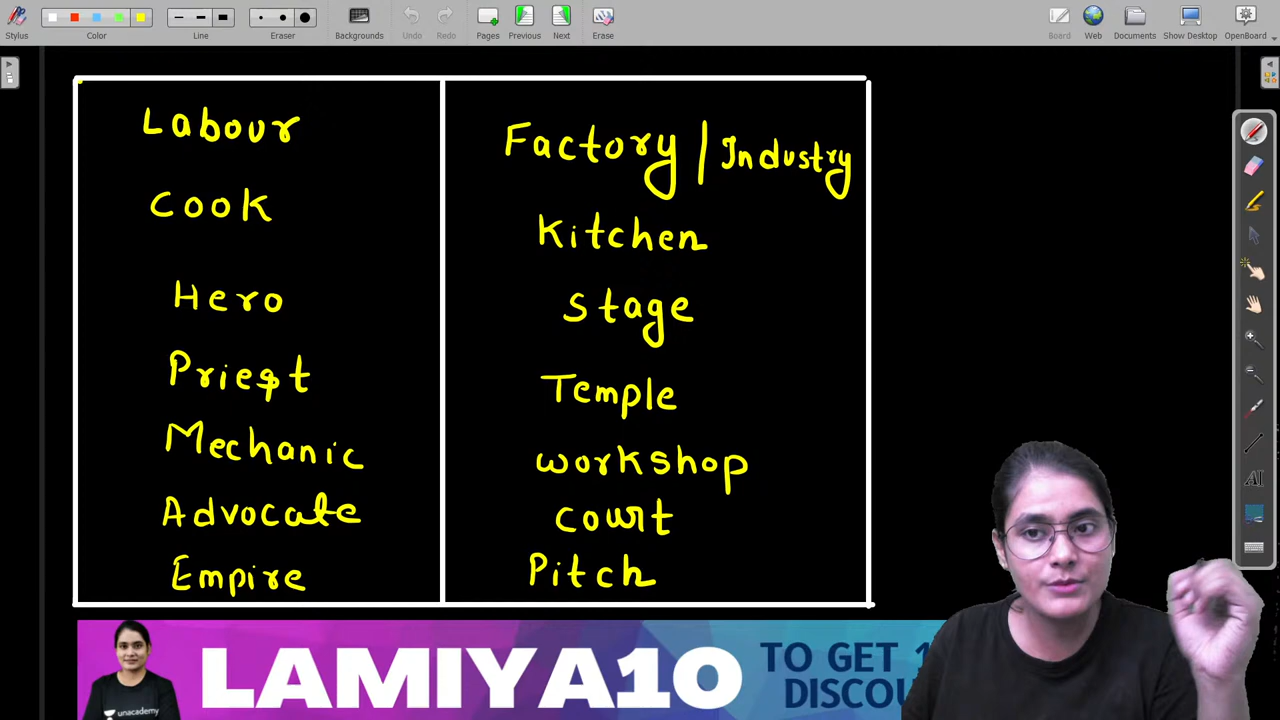 Stylus
Color
Line
Eraser
Backgrounds
Undo
Redo
Pages
Previous
Next
Erase
Board
Web
Documents
Show Desktop
OpenBoard
Labour
Factory / Industry
Cook
Kitchen
Hero
Stage
Priest
Temple
Mechanic
workshop
Advocate
court
Empire
Pitch
unacademy
LAMIYA10
TO GET 1
DISCOU